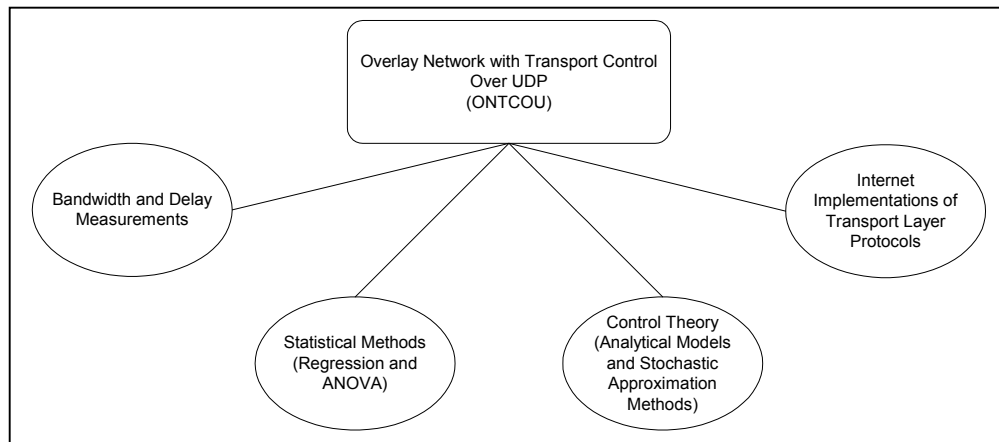 Overlay Network with Transport Control
Over UDP
(ONTCOU)
Bandwidth and Delay
Measurements
Statistical Methods
(Regression and
ANOVA)
Control Theory
(Analytical Models
and Stochastic
Approximation
Methods)
Internet
Implementations of
Transport Layer
Protocols